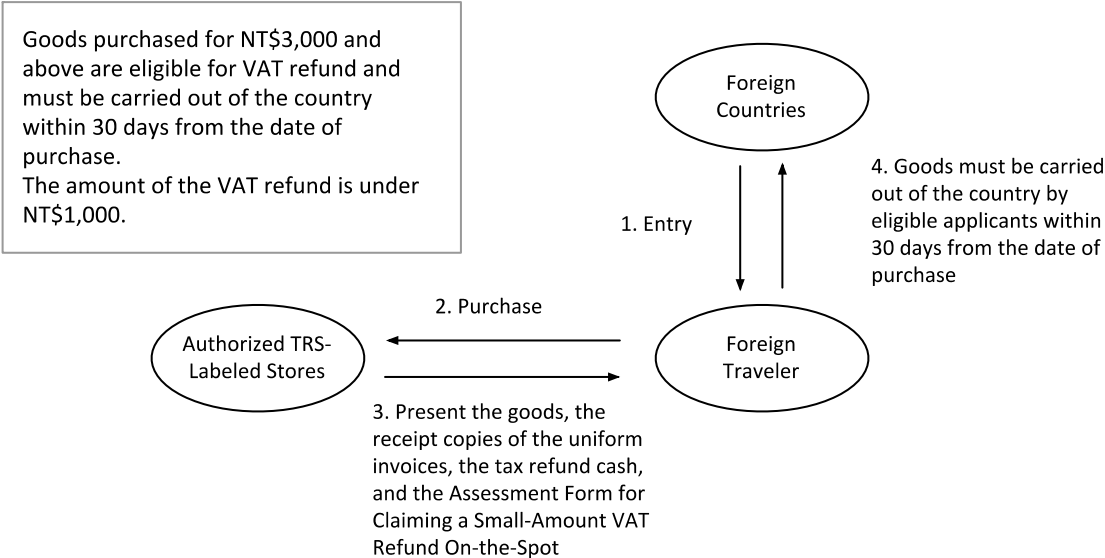 Goods purchased for NT$3,000 and
above are eligible for VAT refund and
must be carried out of the country
within 30 days from the date of
purchase.
The amount of the VAT refund is under
NT$1,000.
Foreign
Countries
1. Entry
4. Goods must be carried
out of the country by
eligible applicants within
30 days from the date of
purchase
2. Purchase
Authorized TRS-
Labeled Stores
Foreign
Traveler
3. Present the goods, the
receipt copies of the uniform
invoices, the tax refund cash,
and the Assessment Form for
Claiming a Small-Amount VAT
Refund On-the-Spot